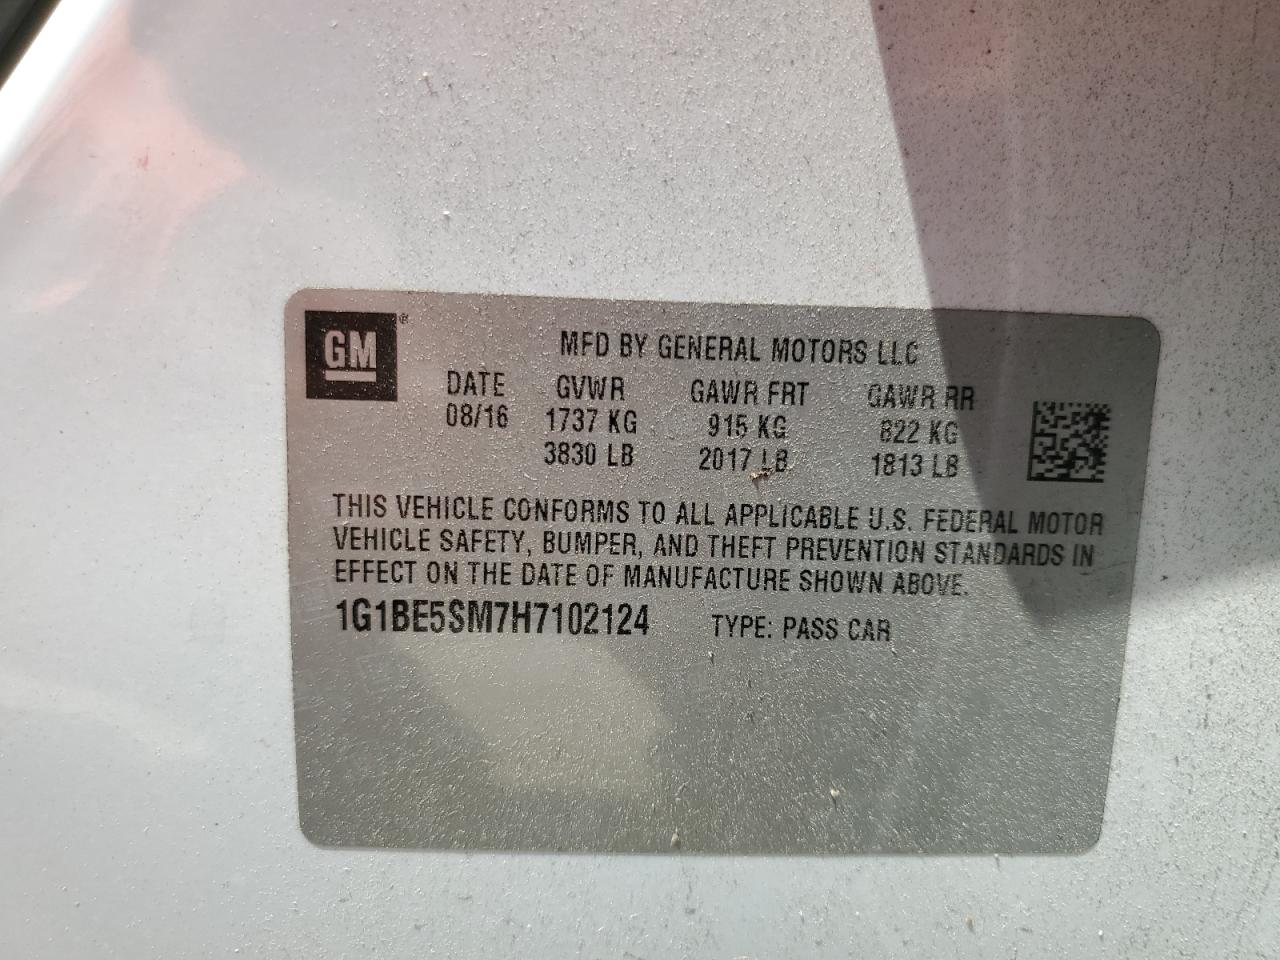 GM®
MFD BY GENERAL MOTORS LLC
DATE GVWR GAWR FRT GAWR RR
08/16 1737 KG 915 KG 822 KG
3830 LB 2017 LB 1813 LB
THIS VEHICLE CONFORMS TO ALL APPLICABLE U.S. FEDERAL MOTOR
VEHICLE SAFETY, BUMPER, AND THEFT PREVENTION STANDARDS IN
EFFECT ON THE DATE OF MANUFACTURE SHOWN ABOVE.
1G1BE5SM7H7102124 TYPE: PASS CAR